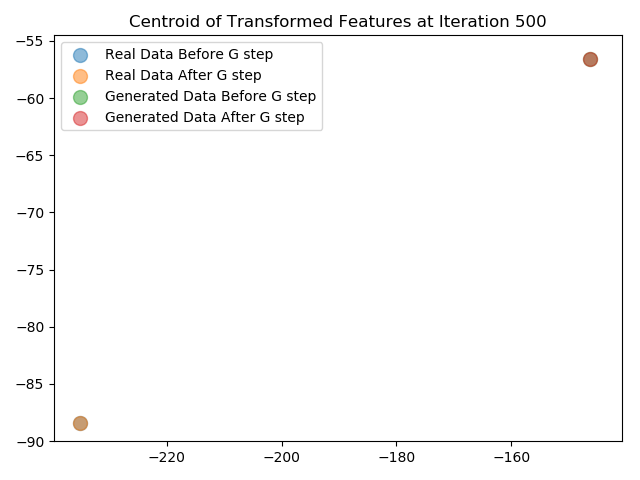 Centroid of Transformed Features at Iteration 500
Real Data Before G step
Real Data After G step
Generated Data Before G step
Generated Data After G step
−55
−60
−65
−70
−75
−80
−85
−90
−220 −200 −180 −160